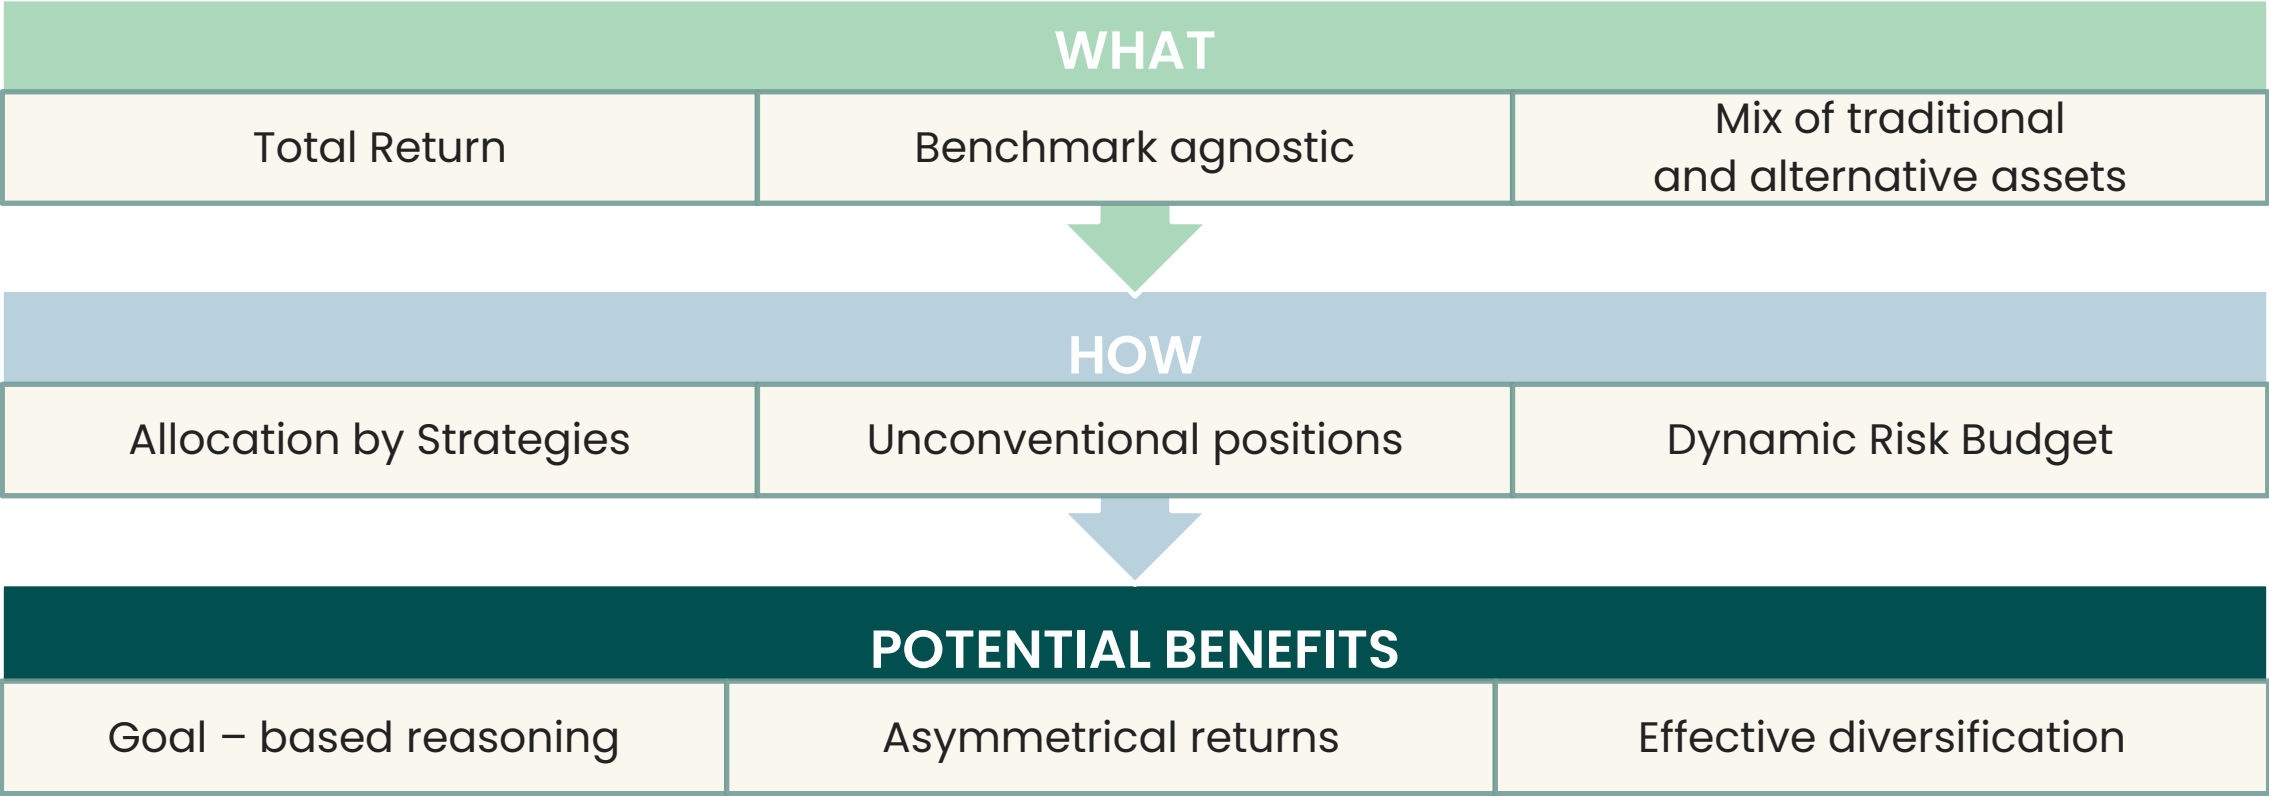 WHAT
Total Return
Benchmark agnostic
Mix of traditional
and alternative assets
HOW
Allocation by Strategies
Unconventional positions
Dynamic Risk Budget
POTENTIAL BENEFITS
Goal – based reasoning
Asymmetrical returns
Effective diversification